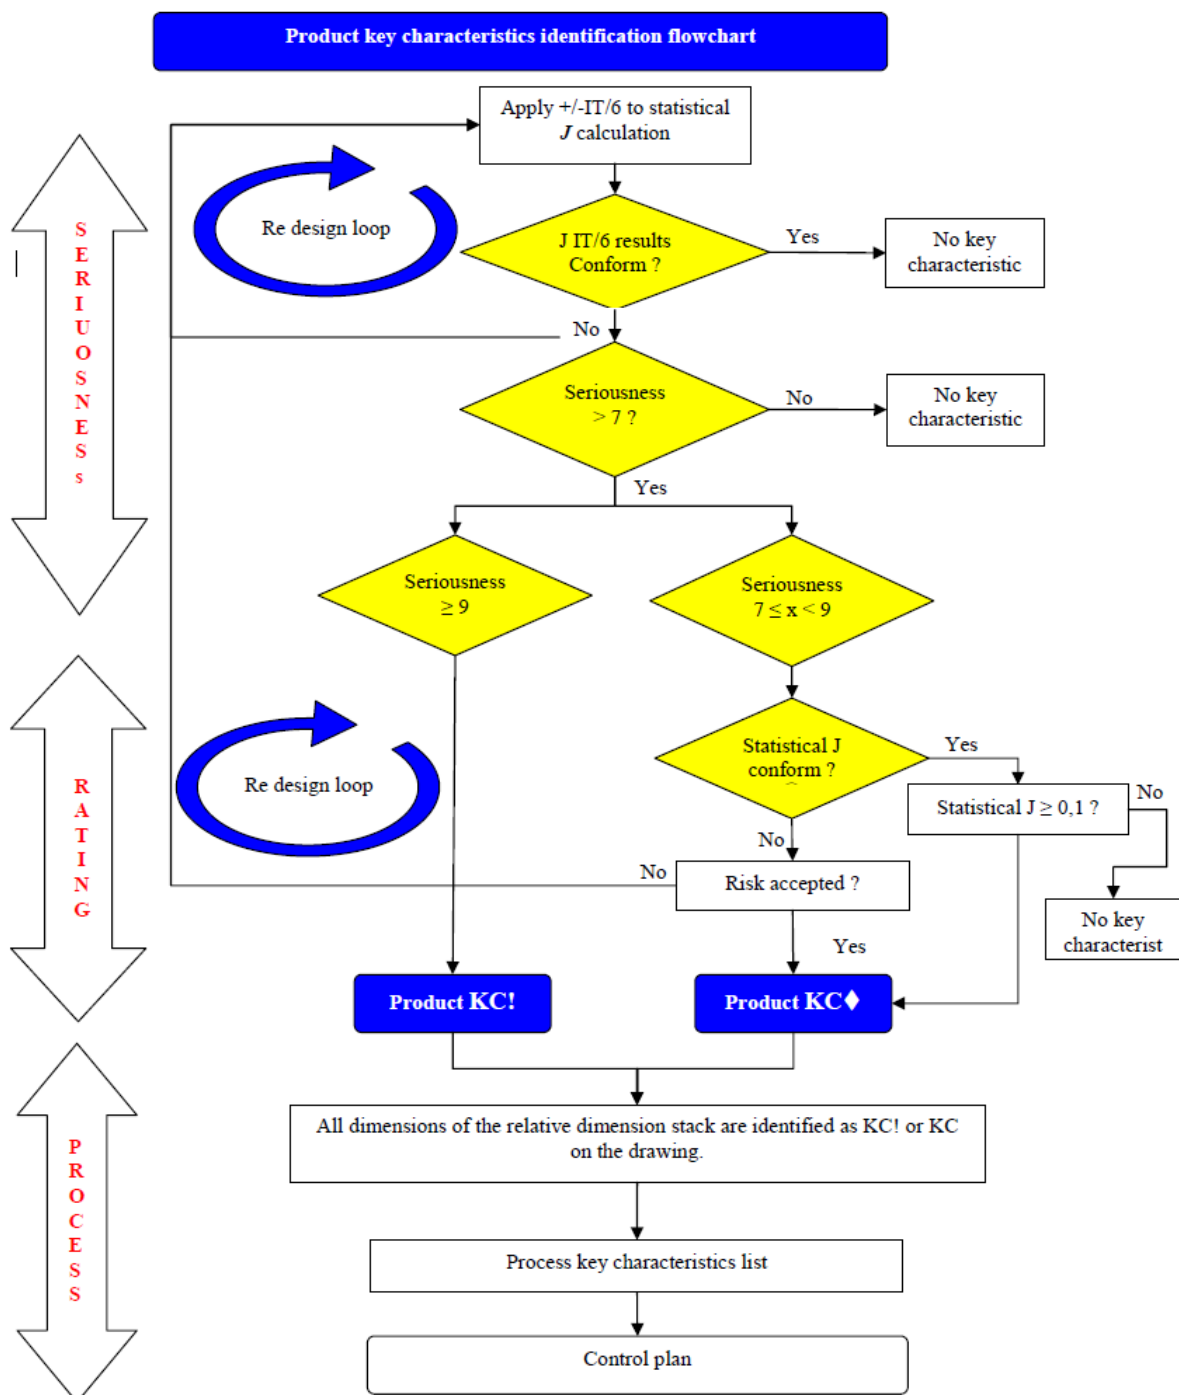 Product key characteristics identification flowchart
Apply +/-IT/6 to statistical
J calculation
Re design loop
J IT/6 results
Conform ?
Yes
No key
characteristic
No
Seriousness
> 7 ?
No
No key
characteristic
Yes
Seriousness
≥ 9
Seriousness
7 ≤ x < 9
S
E
R
I
U
O
S
N
E
S
s
Re design loop
Statistical J
conform ?
Yes
Statistical J ≥ 0,1 ?
No
No
Risk accepted ?
No
No key
characterist
Yes
Product KC!
Product KC♦
R
A
T
I
N
G
All dimensions of the relative dimension stack are identified as KC! or KC
on the drawing.
Process key characteristics list
Control plan
P
R
O
C
E
S
S